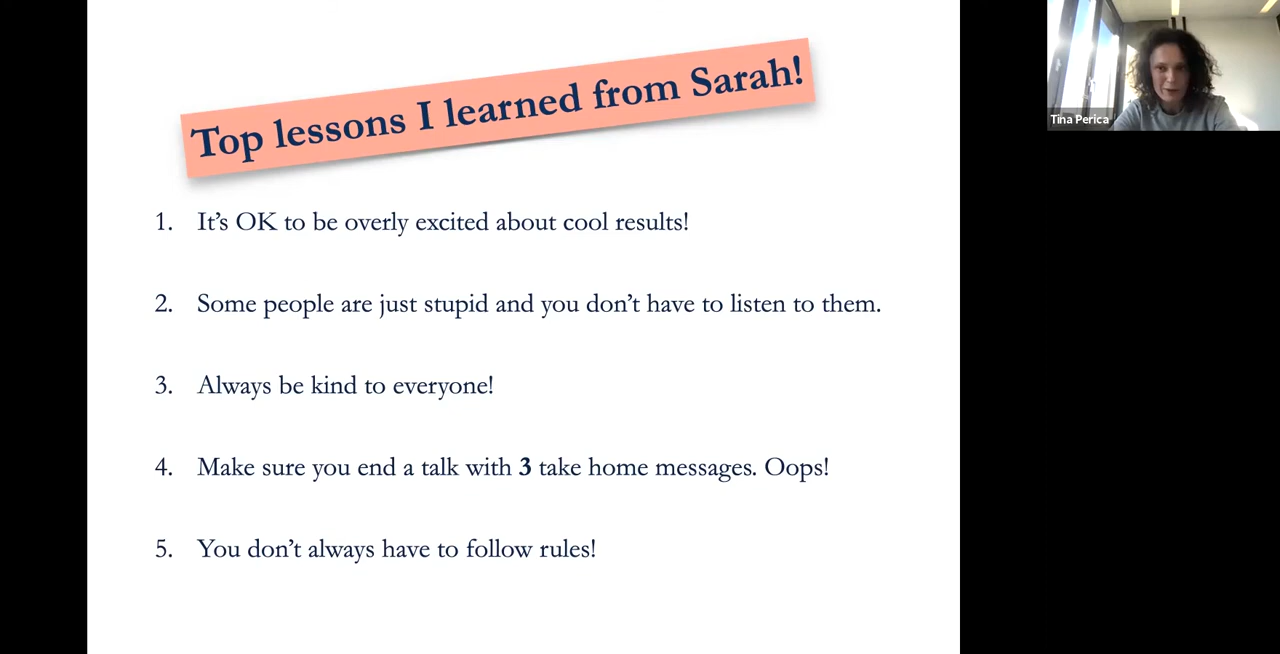 Top lessons I learned from Sarah!
1. It’s OK to be overly excited about cool results!
2. Some people are just stupid and you don’t have to listen to them.
3. Always be kind to everyone!
4. Make sure you end a talk with 3 take home messages. Oops!
5. You don’t always have to follow rules!
Tina Perica